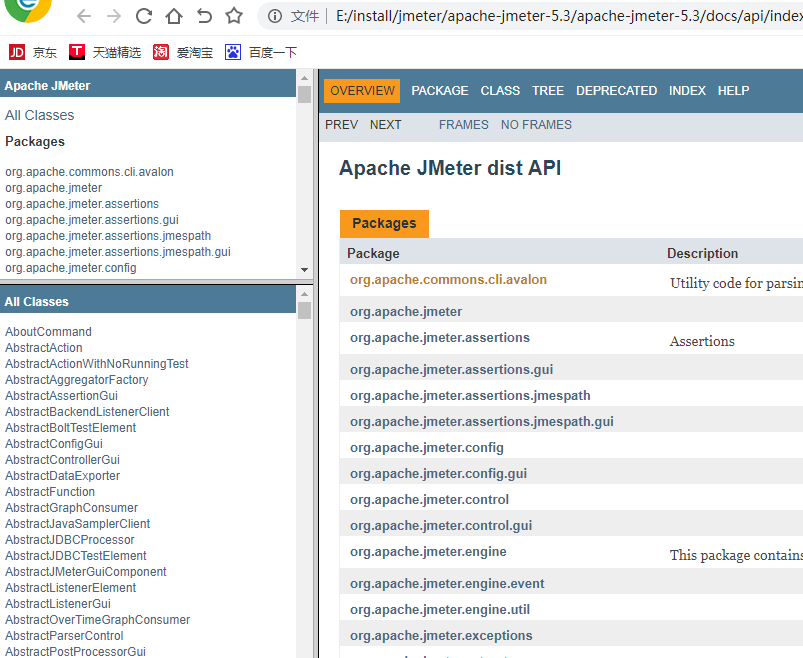 文件 E:/install/jmeter/apache-jmeter-5.3/apache-jmeter-5.3/docs/api/index
JD 京东 T 天猫精选 淘 爱淘宝 百度一下
Apache JMeter
All Classes
Packages
org.apache.commons.cli.avalon
org.apache.jmeter
org.apache.jmeter.assertions
org.apache.jmeter.assertions.gui
org.apache.jmeter.assertions.jmespath
org.apache.jmeter.assertions.jmespath.gui
org.apache.jmeter.config
All Classes
AboutCommand
AbstractAction
AbstractActionWithNoRunningTest
AbstractAggregatorFactory
AbstractAssertionGui
AbstractBackendListenerClient
AbstractBoltTestElement
AbstractConfigGui
AbstractControllerGui
AbstractDataExporter
AbstractFunction
AbstractGraphConsumer
AbstractJavaSamplerClient
AbstractJDBCProcessor
AbstractJDBCTestElement
AbstractJMeterGuiComponent
AbstractListenerElement
AbstractListenerGui
AbstractOverTimeGraphConsumer
AbstractParserControl
AbstractPostProcessorGui
OVERVIEW PACKAGE CLASS TREE DEPRECATED INDEX HELP
PREV NEXT FRAMES NO FRAMES
Apache JMeter dist API
Packages
Package Description
org.apache.commons.cli.avalon Utility code for parsin
org.apache.jmeter
org.apache.jmeter.assertions Assertions
org.apache.jmeter.assertions.gui
org.apache.jmeter.assertions.jmespath
org.apache.jmeter.assertions.jmespath.gui
org.apache.jmeter.config
org.apache.jmeter.config.gui
org.apache.jmeter.control
org.apache.jmeter.control.gui
org.apache.jmeter.engine This package contains
org.apache.jmeter.engine.event
org.apache.jmeter.engine.util
org.apache.jmeter.exceptions